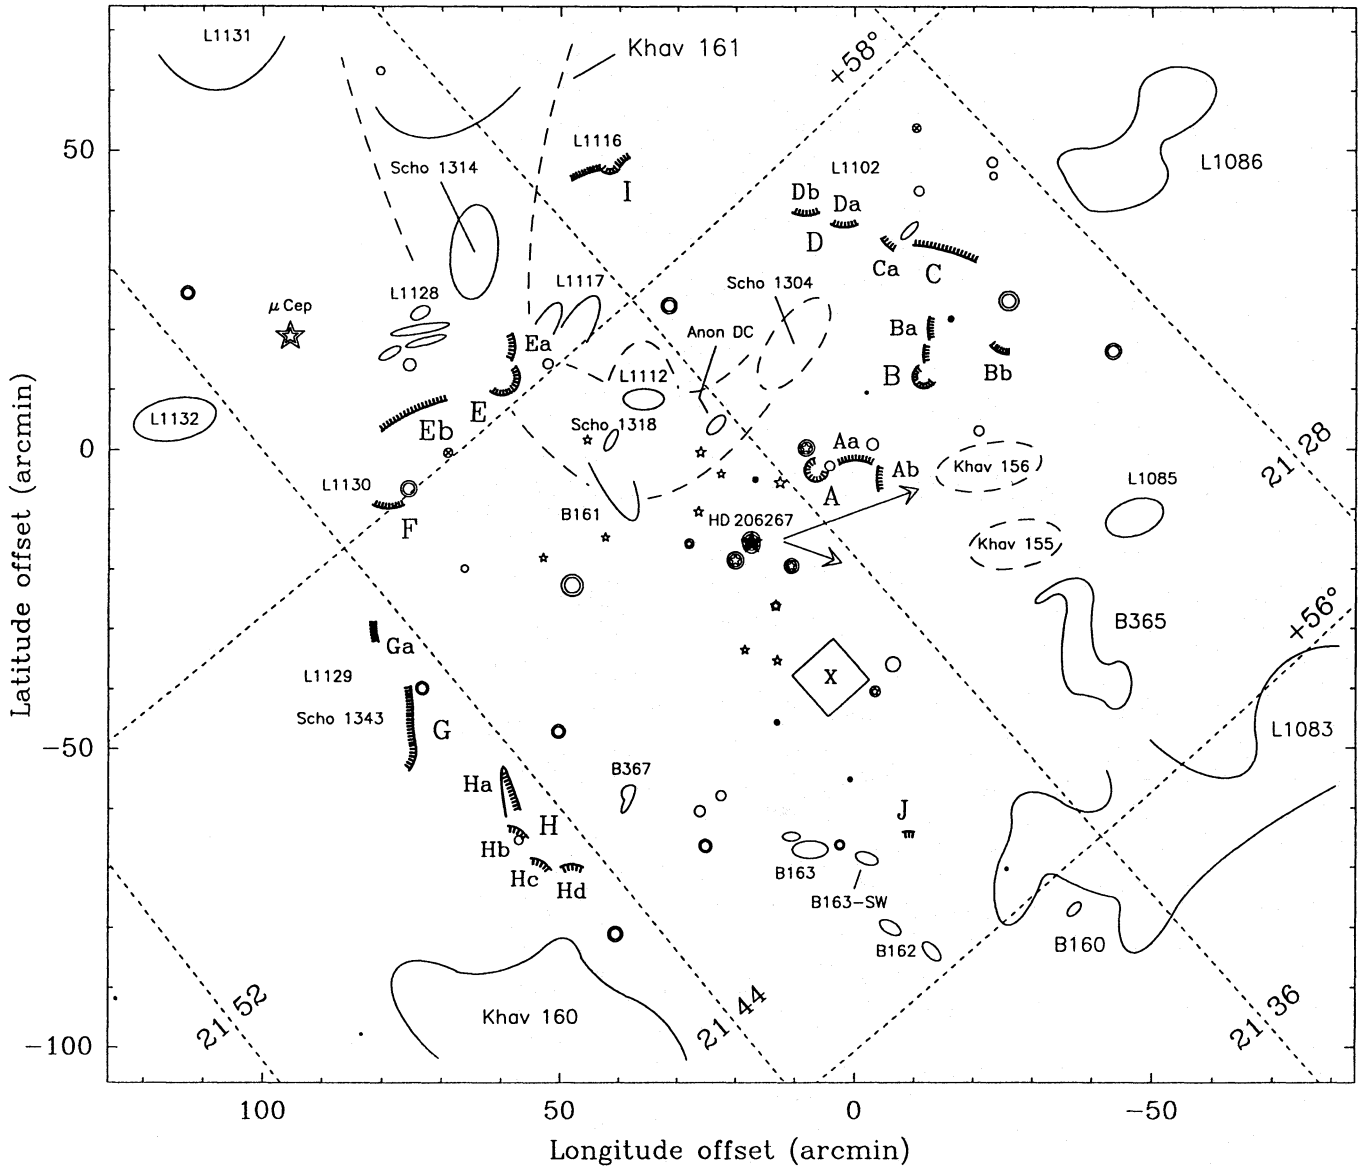 L1131
Khav 161
+58°
50
L1116
Scho 1314
L1102
L1086
I
Db
Da
D
Ca
C
L1117
Scho 1304
μ Cep
L1128
Ea
Anon DC
Ba
B
Bb
L1112
L1132
E
Scho 1318
Eb
0
Aa
Khav 156
21 28
L1130
A
Ab
L1085
F
B161
HD 206267
Khav 155
Latitude offset (arcmin)
+56°
B365
Ga
L1129
X
Scho 1343
G
L1083
−50
Ha
B367
H
J
Hb
Hc
Hd
B163
B163−SW
B160
B162
21 52
21 44
21 36
Khav 160
−100
100
50
0
−50
Longitude offset (arcmin)